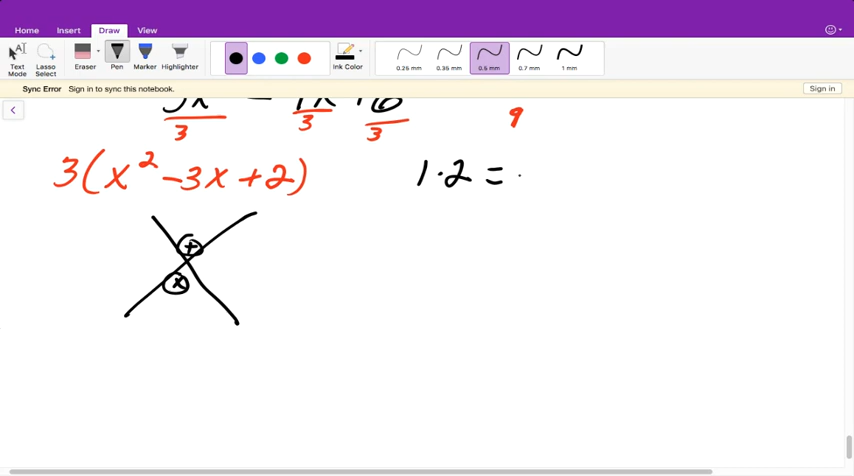 Home Insert Draw View
Text Mode Lasso Select Eraser Pen Marker Highlighter Ink Color 0.25 mm 0.35 mm 0.5 mm 0.7 mm 1 mm
Sync Error Sign in to sync this notebook. Sign in
3 3 3 9
3(x² -3x +2) 1·2 =
+
x